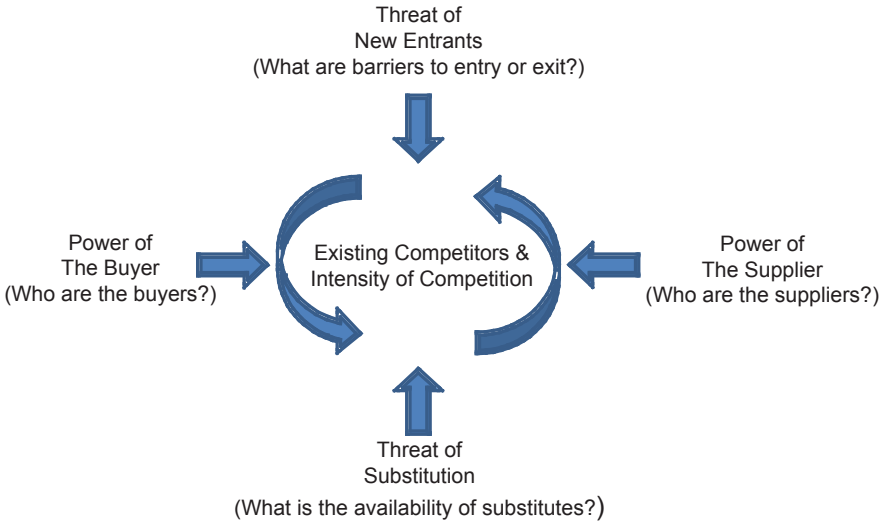 Threat of
New Entrants
(What are barriers to entry or exit?)
Power of
The Buyer
(Who are the buyers?)
Existing Competitors &
Intensity of Competition
Power of
The Supplier
(Who are the suppliers?)
Threat of
Substitution
(What is the availability of substitutes?)